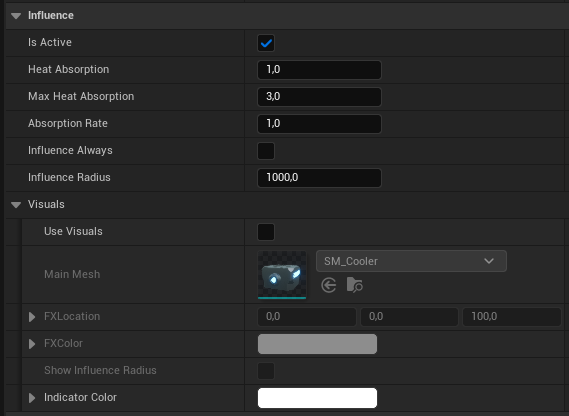 Influence
Is Active
Heat Absorption 1,0
Max Heat Absorption 3,0
Absorption Rate 1,0
Influence Always
Influence Radius 1000,0
Visuals
Use Visuals
Main Mesh SM_Cooler
FXLocation 0,0 0,0 100,0
FXColor
Show Influence Radius
Indicator Color